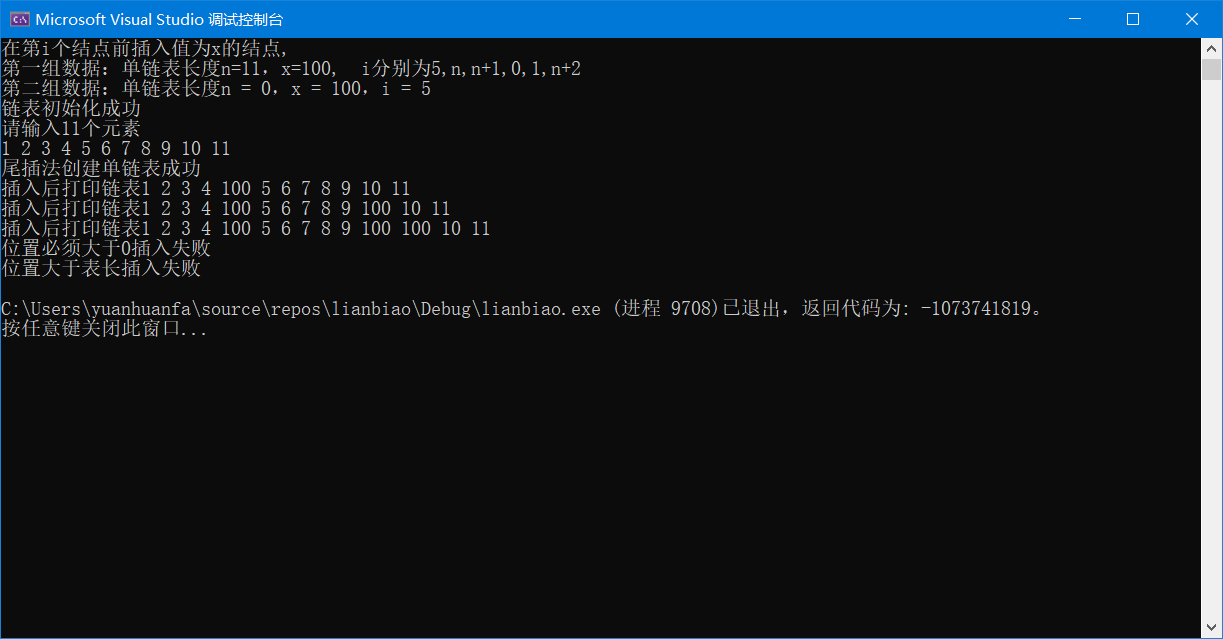 Microsoft Visual Studio 调试控制台
在第i个结点前插入值为x的结点,
第一组数据: 单链表长度n=11, x=100,  i分别为5,n,n+1,0,1,n+2
第二组数据: 单链表长度n = 0, x = 100, i = 5
链表初始化成功
请输入11个元素
1 2 3 4 5 6 7 8 9 10 11
尾插法创建单链表成功
插入后打印链表1 2 3 4 100 5 6 7 8 9 10 11
插入后打印链表1 2 3 4 100 5 6 7 8 9 100 10 11
插入后打印链表1 2 3 4 100 5 6 7 8 9 100 100 10 11
位置必须大于0插入失败
位置大于表长插入失败
C:\Users\yuanhuanfa\source\repos\lianbiao\Debug\lianbiao.exe (进程 9708)已退出，返回代码为: -1073741819。
按任意键关闭此窗口...